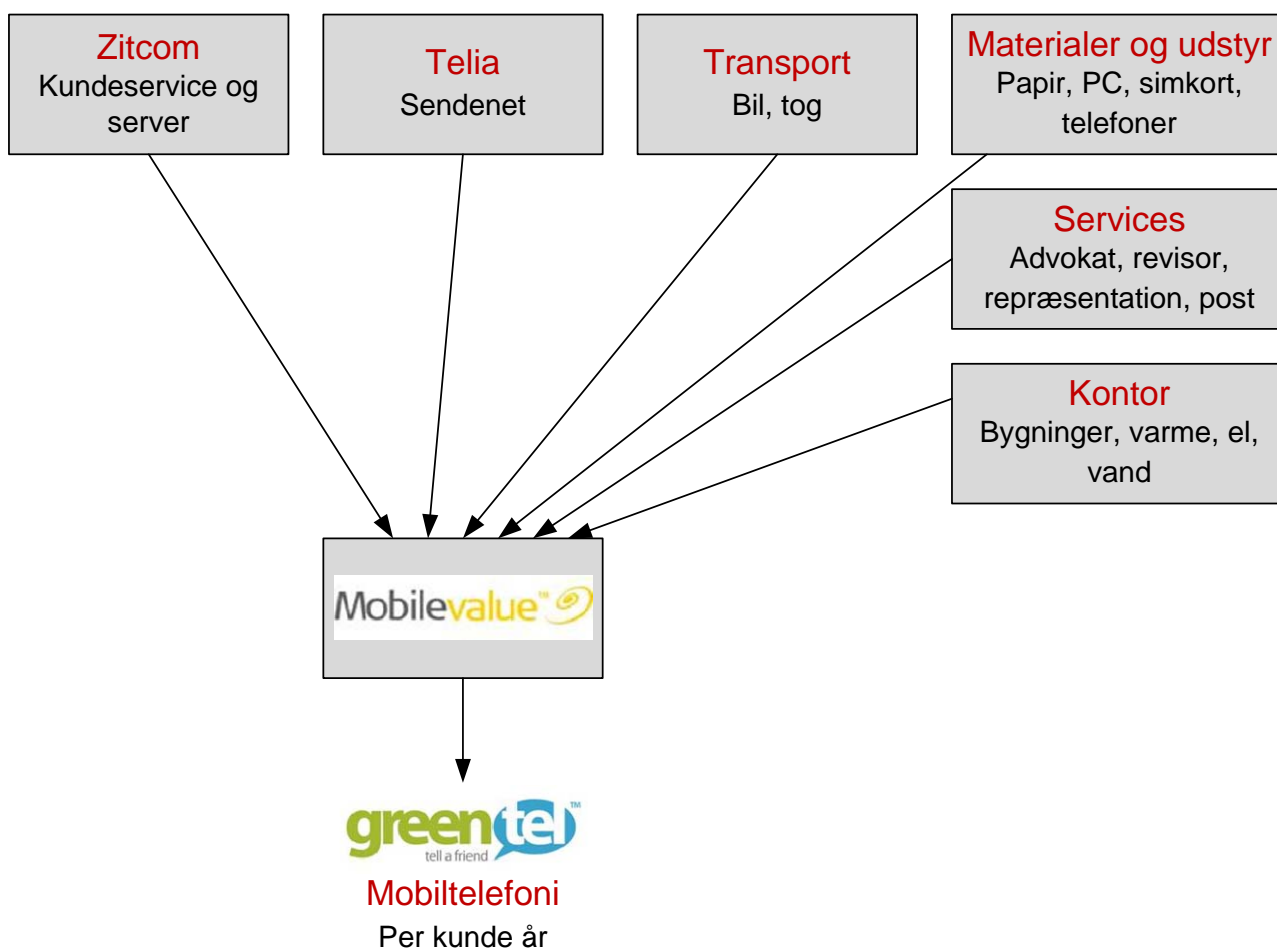 Zitcom
Kundeservice og
server
Telia
Sendenet
Transport
Bil, tog
Materialer og udstyr
Papir, PC, simkort,
telefoner
Services
Advokat, revisor,
repræsentation, post
Kontor
Bygninger, varme, el,
vand
Mobilevalue™
greentel™
tell a friend
Mobiltelefoni
Per kunde år